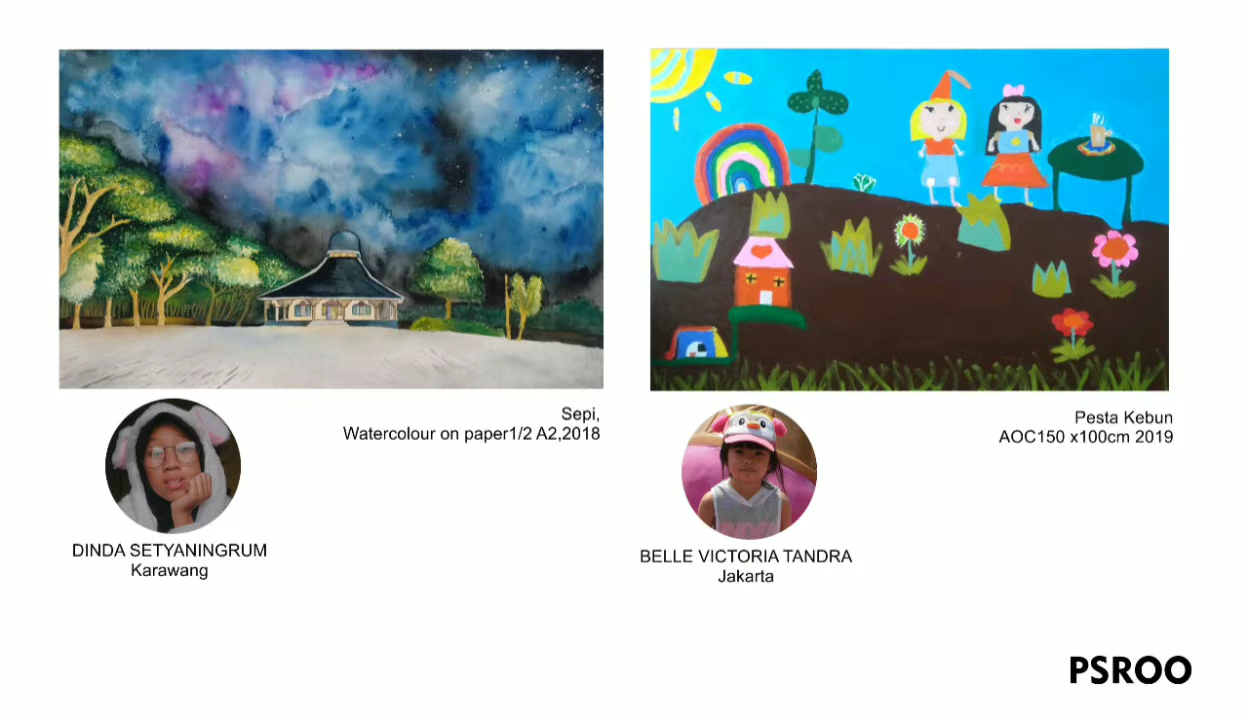 Sepi,
Watercolour on paper1/2 A2,2018
DINDA SETYANINGRUM
Karawang
Pesta Kebun
AOC150 x100cm 2019
BELLE VICTORIA TANDRA
Jakarta
PSROO